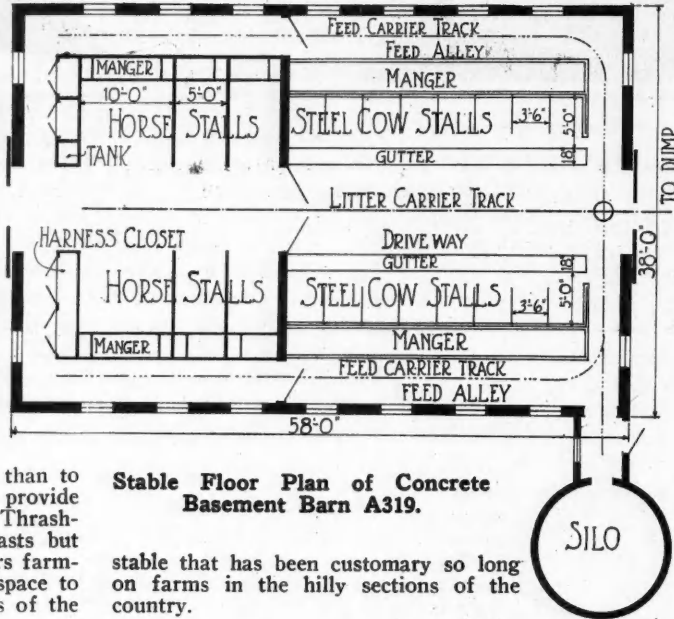 FEED CARRIER TRACK
FEED ALLEY
MANGER
MANGER
10'-0"
5'-0"
HORSE STALLS
STEEL COW STALLS
3'-6"
5'-0"
TANK
GUTTER
18"
TO DUMP
LITTER CARRIER TRACK
HARNESS CLOSET
DRIVE WAY
GUTTER
18"
38'-0"
HORSE STALLS
STEEL COW STALLS
3'-6"
5'-0"
MANGER
MANGER
FEED CARRIER TRACK
FEED ALLEY
58'-0"
SILO
than to
provide
Thrash-
asts but
rs farm-
space to
s of the
Stable Floor Plan of Concrete
Basement Barn A319.
stable that has been customary so long
on farms in the hilly sections of the
country.